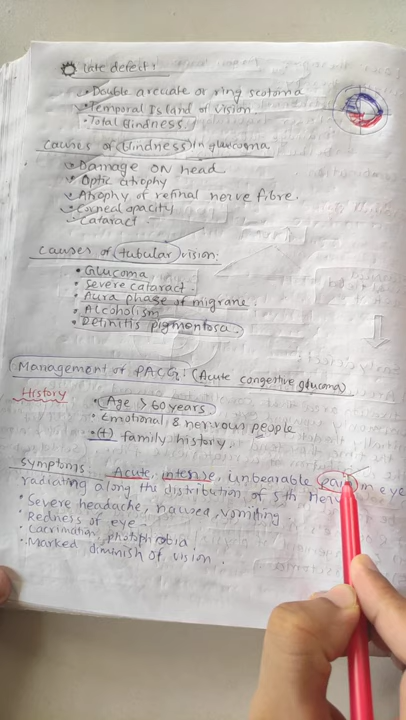 Late defect:
• Double arcuate or ring scotoma
• Temporal Island of vision
• Total Blindness
causes of blindness in glaucoma
Damage ON head
Optic atrophy
Atrophy of retinal nerve fibre.
Corneal opacity
Cataract
causes of tubular vision:
• Glucoma
• Severe cataract.
• Aura phase of migrane.
• Alcoholism
• Detinitis pigmentosa.
Management of PACG: (Acute congestive glucoma)
History
• Age > 60 years
• Emotional & nervous people
• (+) family history.
Symptoms Acute, intense, unbearable pain in eye
radiating along the distribution of 5th nerve
• Severe headache, nausea, vomiting
• Redness of eye
• Lacrimation, photophobia
• Marked diminish of vision.